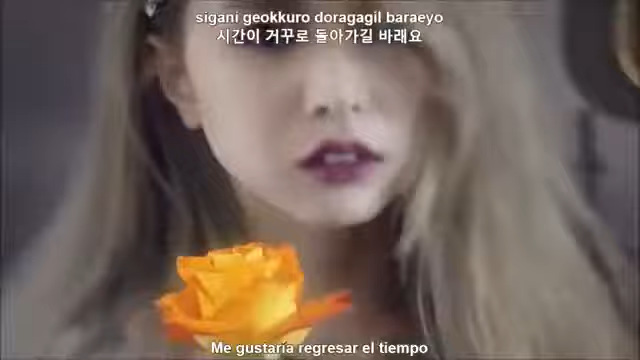 sigani geokkuro doragagil baraeyo
시간이 거꾸로 돌아가길 바래요
Me gustaría regresar el tiempo